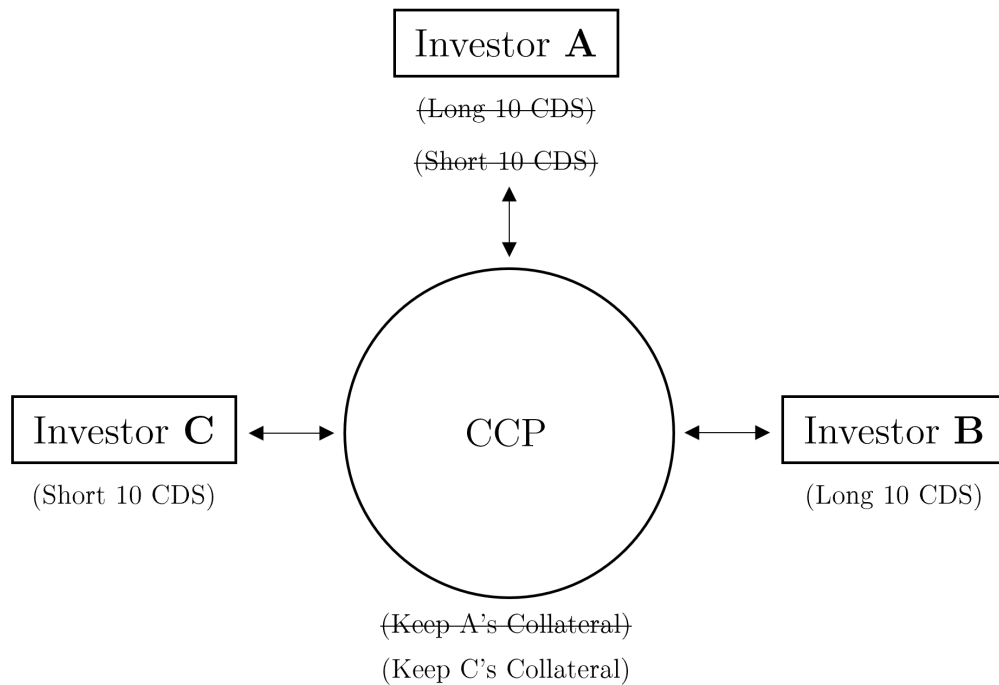 Investor A
(Long 10 CDS)
(Short 10 CDS)
Investor C
CCP
Investor B
(Short 10 CDS)
(Long 10 CDS)
(Keep A's Collateral)
(Keep C's Collateral)